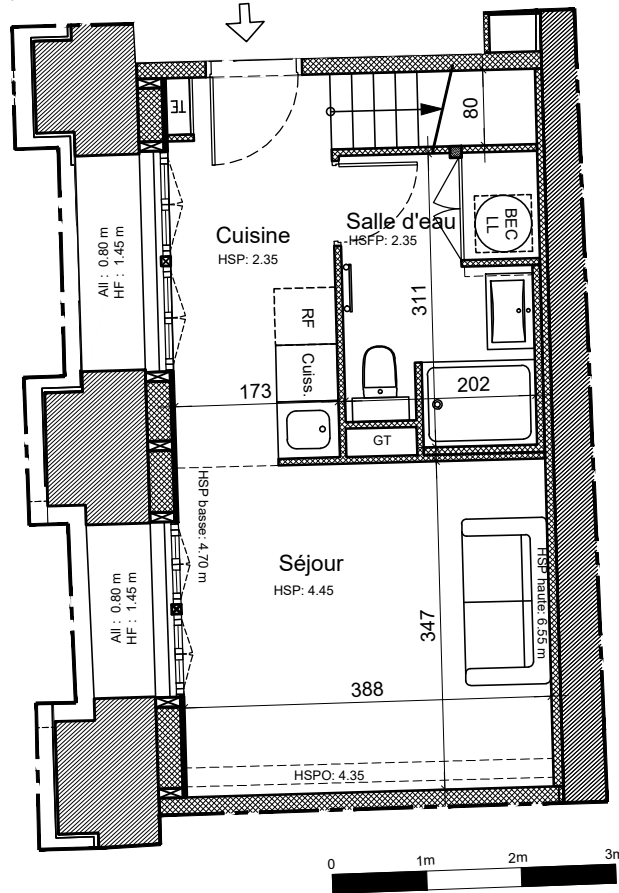 TE
80
Cuisine
HSP: 2.35
Salle d'eau
HSFP: 2.35
BEC
LL
All : 0.80 m
HF : 1.45 m
311
RF
Cuiss.
173
202
GT
HSP basse: 4.70 m
Séjour
HSP: 4.45
HSP haute: 6.55 m
All : 0.80 m
HF : 1.45 m
347
388
HSPO: 4.35
0 1m 2m 3m